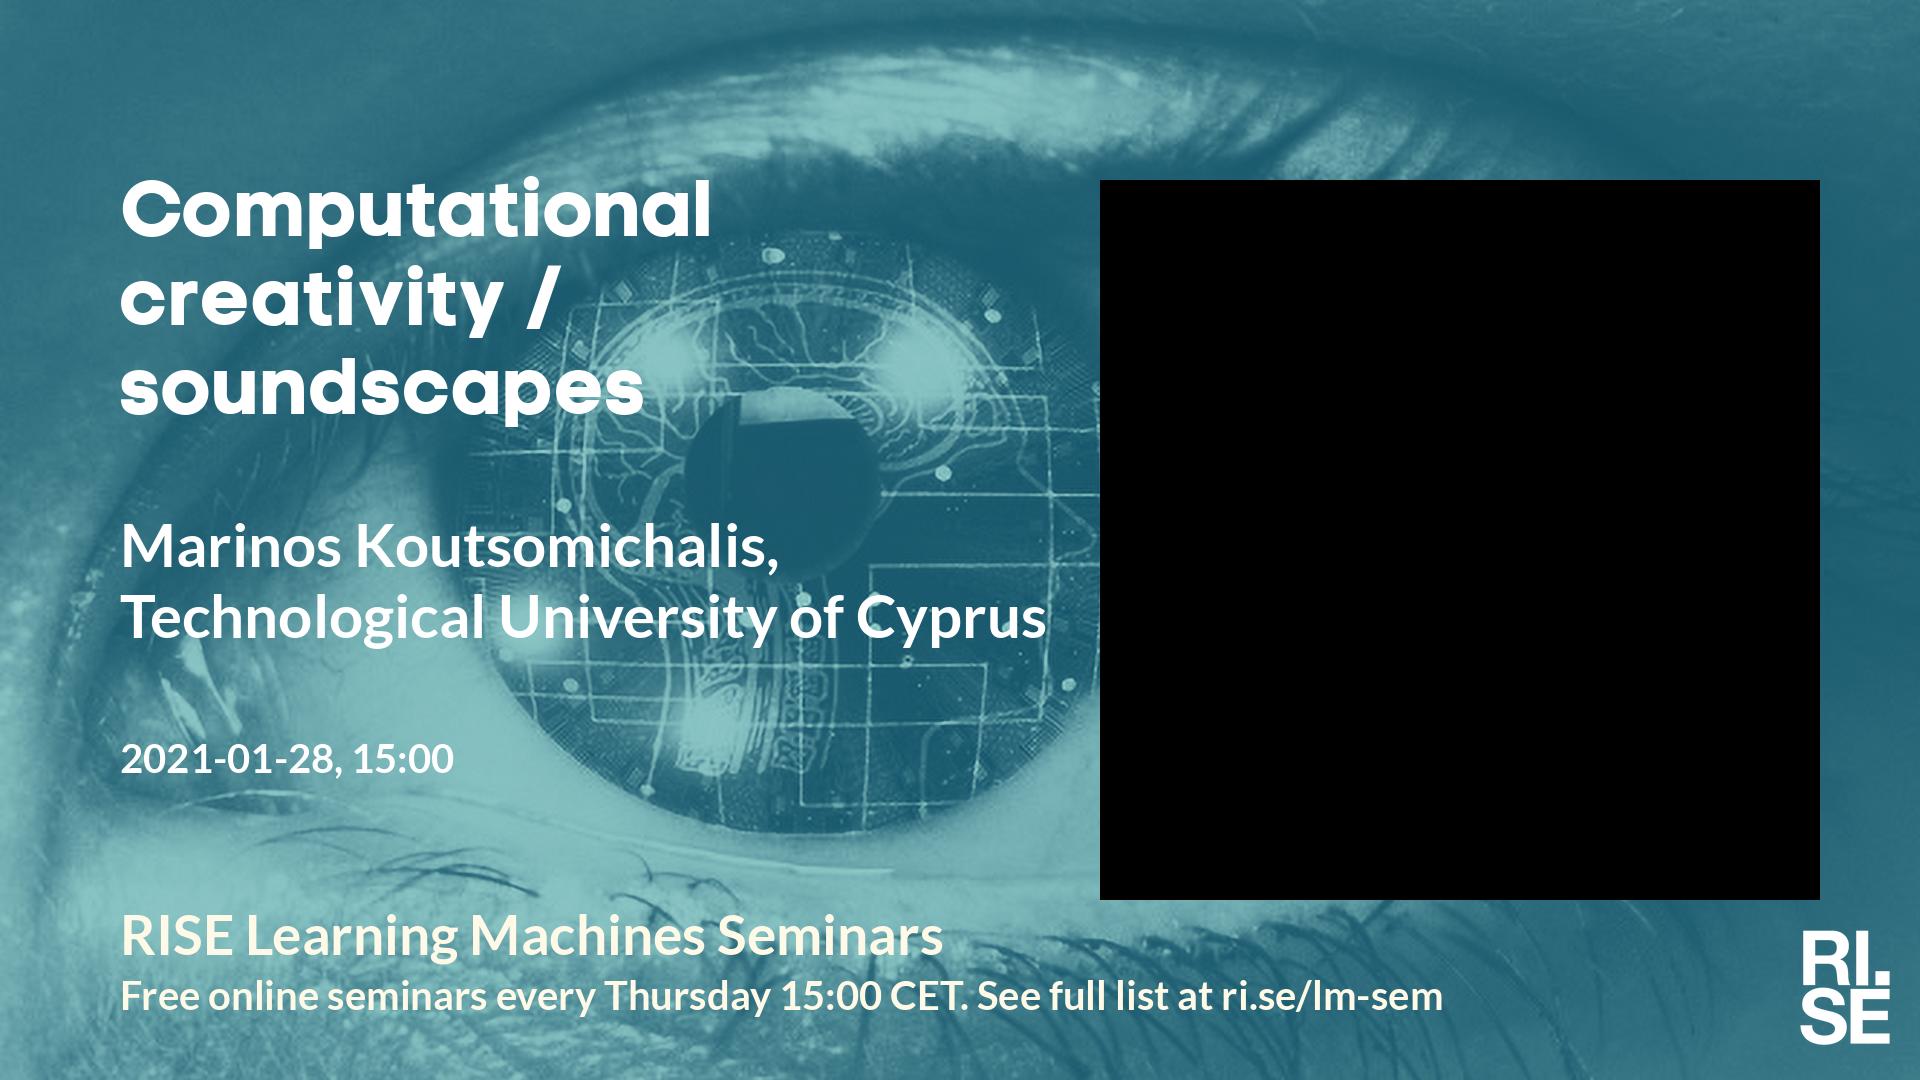 Computational
creativity /
soundscapes
Marinos Koutsomichalis,
Technological University of Cyprus
2021-01-28, 15:00
RISE Learning Machines Seminars
Free online seminars every Thursday 15:00 CET. See full list at ri.se/lm-sem
RI.
SE